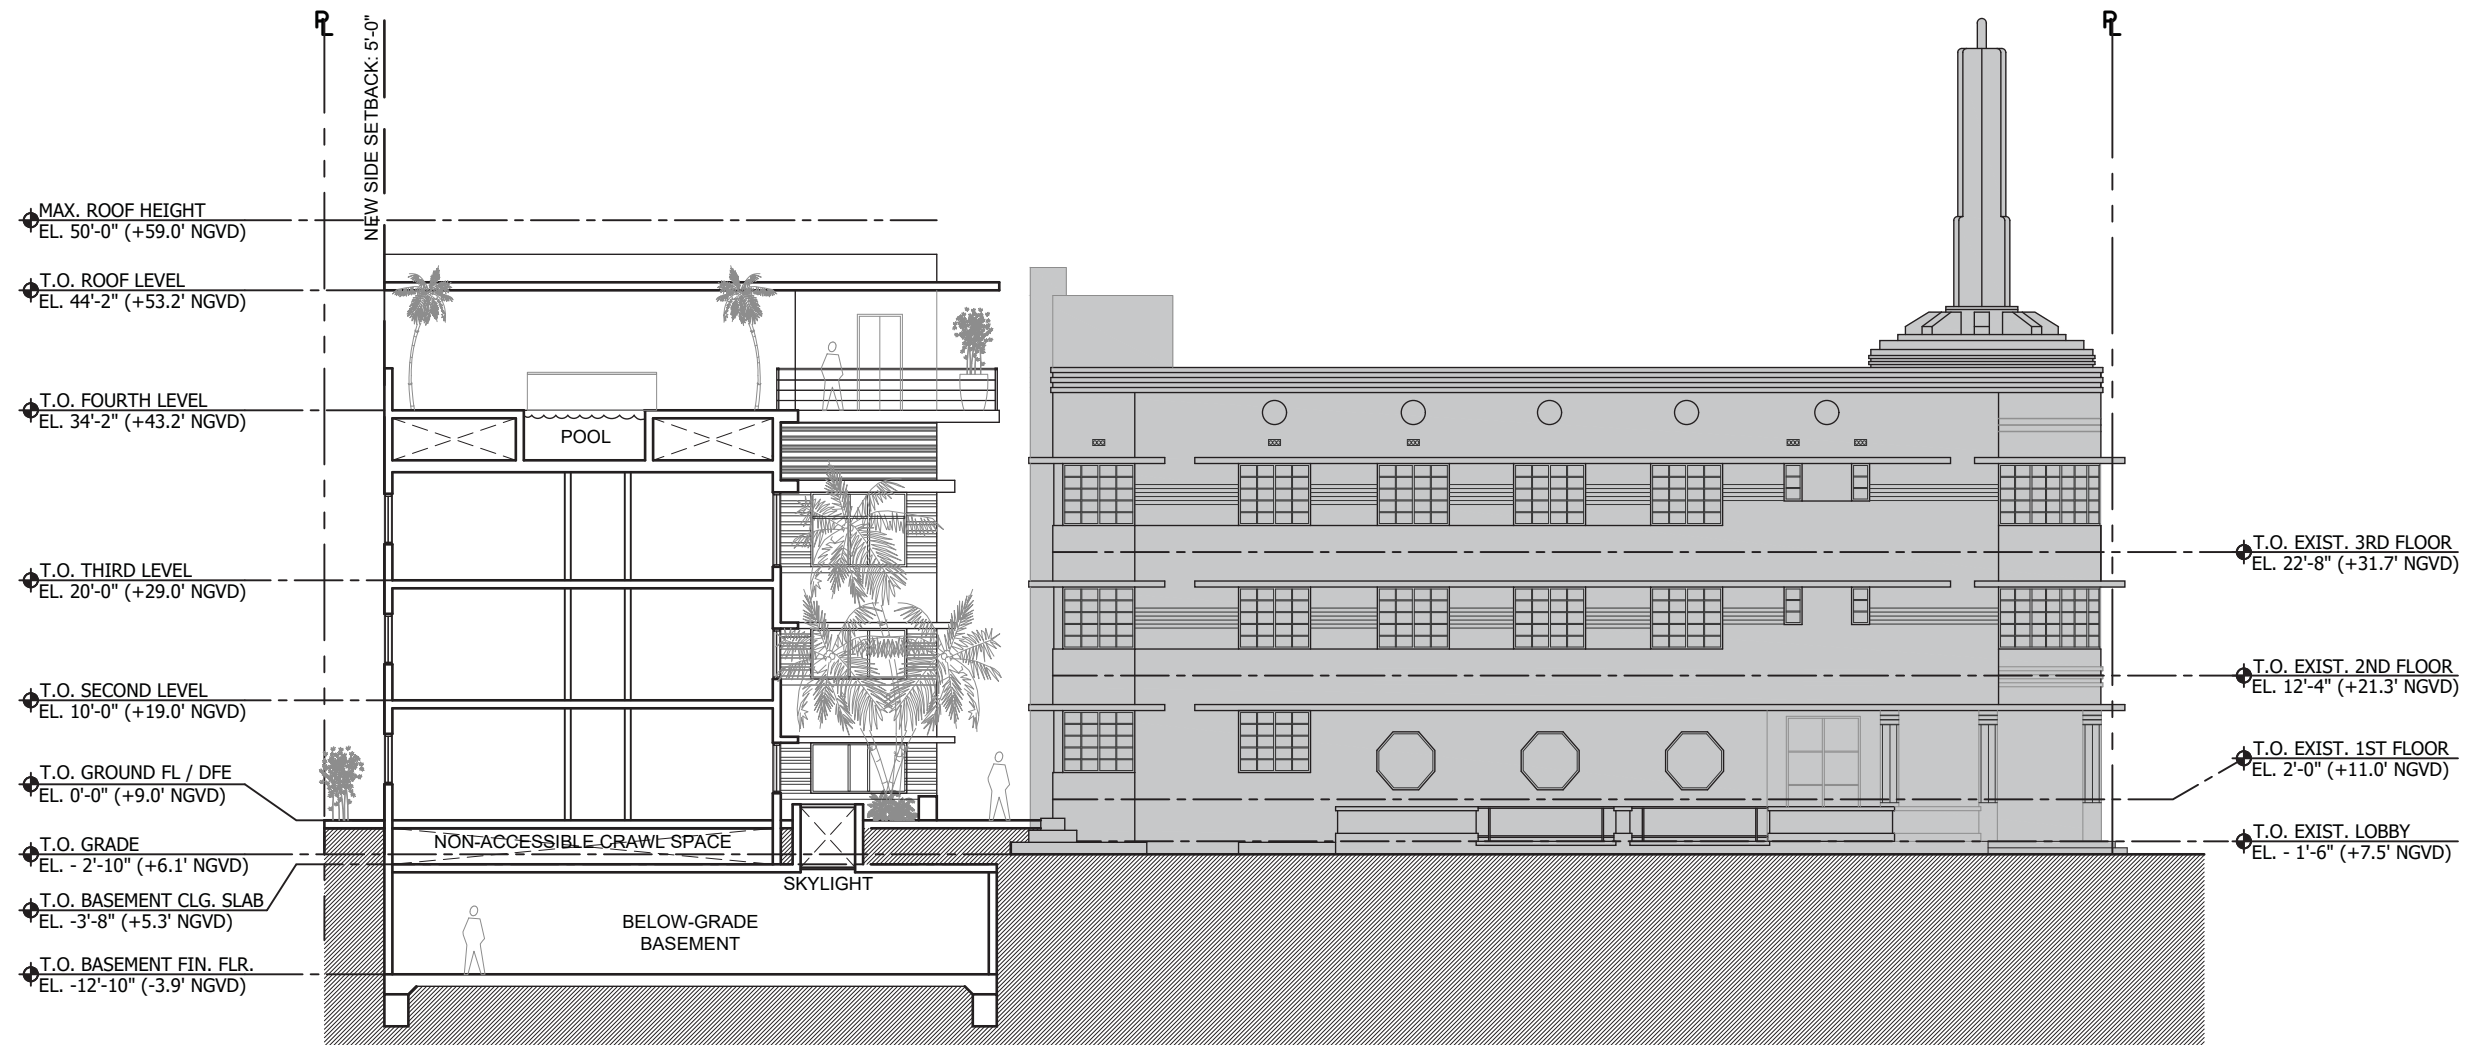 PL
PL
NEW SIDE SETBACK: 5'-0"
MAX. ROOF HEIGHT
EL. 50'-0" (+59.0' NGVD)
T.O. ROOF LEVEL
EL. 44'-2" (+53.2' NGVD)
T.O. FOURTH LEVEL
EL. 34'-2" (+43.2' NGVD)
POOL
T.O. THIRD LEVEL
EL. 20'-0" (+29.0' NGVD)
T.O. SECOND LEVEL
EL. 10'-0" (+19.0' NGVD)
T.O. GROUND FL / DFE
EL. 0'-0" (+9.0' NGVD)
T.O. GRADE
EL. - 2'-10" (+6.1' NGVD)
T.O. BASEMENT CLG. SLAB
EL. -3'-8" (+5.3' NGVD)
T.O. BASEMENT FIN. FLR.
EL. -12'-10" (-3.9' NGVD)
NON-ACCESSIBLE CRAWL SPACE
SKYLIGHT
BELOW-GRADE
BASEMENT
T.O. EXIST. 3RD FLOOR
EL. 22'-8" (+31.7' NGVD)
T.O. EXIST. 2ND FLOOR
EL. 12'-4" (+21.3' NGVD)
T.O. EXIST. 1ST FLOOR
EL. 2'-0" (+11.0' NGVD)
T.O. EXIST. LOBBY
EL. - 1'-6" (+7.5' NGVD)